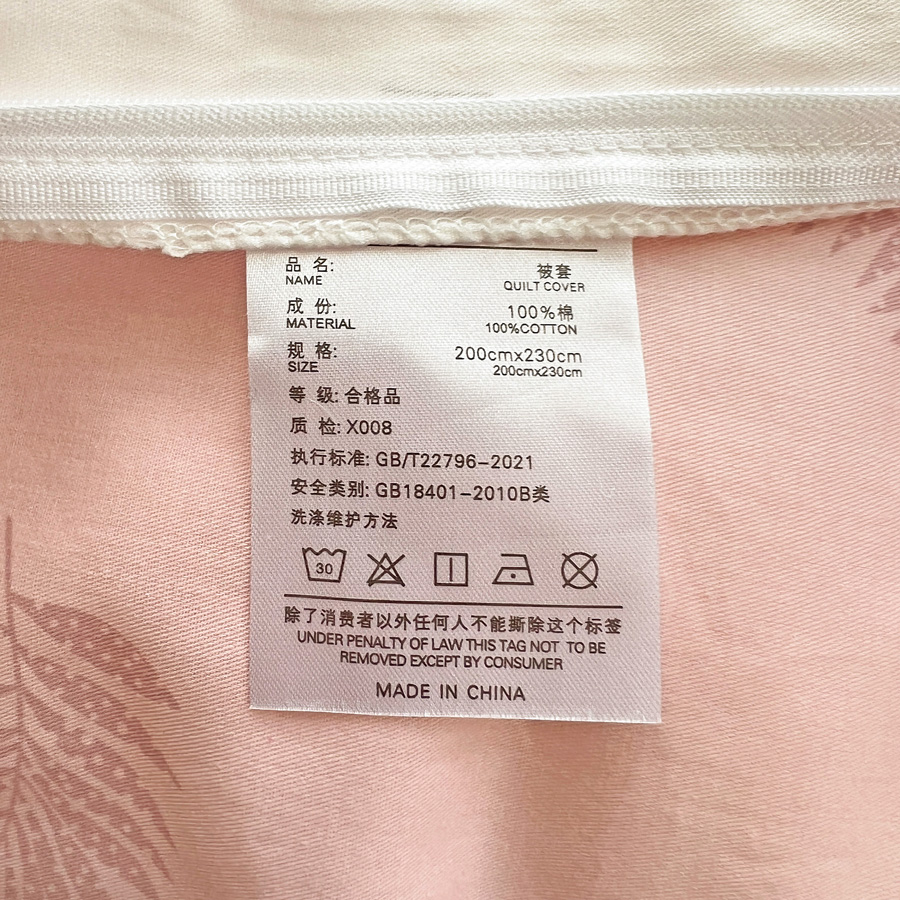 品 名: 被套
NAME QUILT COVER
成 份: 100%棉
MATERIAL 100%COTTON
规 格: 200cmx230cm
SIZE 200cmx230cm
等 级: 合格品
质 检: X008
执行标准: GB/T22796-2021
安全类别: GB18401-2010B类
洗涤维护方法
30
除了消费者以外任何人不能撕除这个标签
UNDER PENALTY OF LAW THIS TAG NOT TO BE
REMOVED EXCEPT BY CONSUMER
MADE IN CHINA